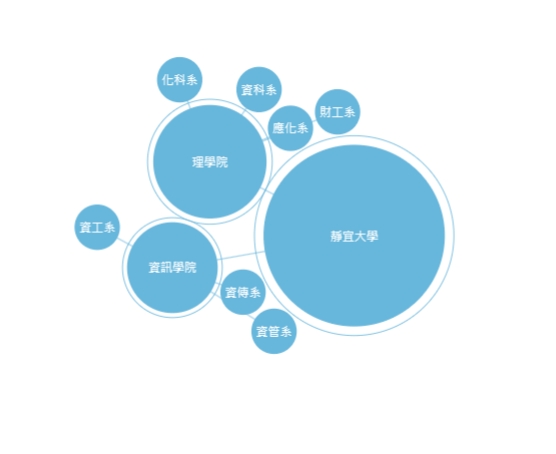 化科系
資科系
財工系
應化系
理學院
資工系
靜宜大學
資訊學院
資傳系
資管系